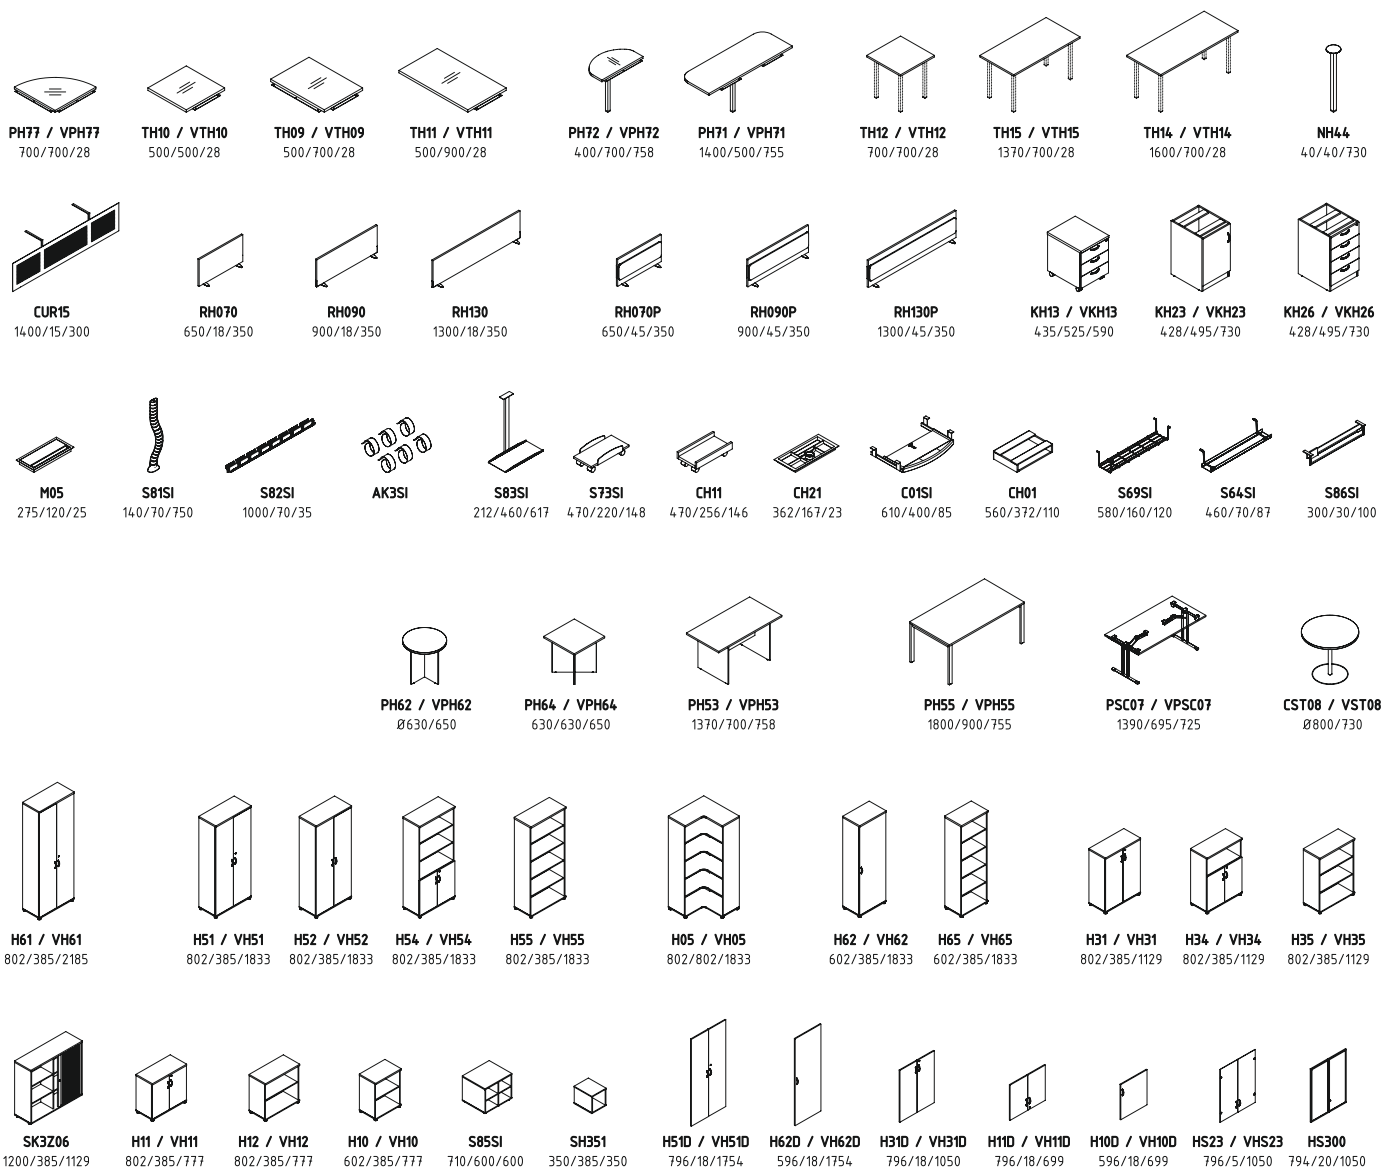 PH77 / VPH77 TH10 / VTH10 TH09 / VTH09 TH11 / VTH11 PH72 / VPH72 PH71 / VPH71 TH12 / VTH12 TH15 / VTH15 TH14 / VTH14 NH44
700/700/28 500/500/28 500/700/28 500/900/28 400/700/758 1400/500/755 700/700/28 1370/700/28 1600/700/28 40/40/730
CUR15 RH070 RH090 RH130 RH070P RH090P RH130P KH13 / VKH13 KH23 / VKH23 KH26 / VKH26
1400/15/300 650/18/350 900/18/350 1300/18/350 650/45/350 900/45/350 1300/45/350 435/525/590 428/495/730 428/495/730
M05 S81SI S82SI AK3SI S83SI S73SI CH11 CH21 C01SI CH01 S69SI S64SI S86SI
275/120/25 140/70/750 1000/70/35 212/460/617 470/220/148 470/256/146 362/167/23 610/400/85 560/372/110 580/160/120 460/70/87 300/30/100
PH62 / VPH62 PH64 / VPH64 PH53 / VPH53 PH55 / VPH55 PSC07 / VPSC07 CST08 / VST08
Ø630/650 630/630/650 1370/700/758 1800/900/755 1390/695/725 Ø800/730
H61 / VH61 H51 / VH51 H52 / VH52 H54 / VH54 H55 / VH55 H05 / VH05 H62 / VH62 H65 / VH65 H31 / VH31 H34 / VH34 H35 / VH35
802/385/2185 802/385/1833 802/385/1833 802/385/1833 802/385/1833 802/802/1833 602/385/1833 602/385/1833 802/385/1129 802/385/1129 802/385/1129
SK3Z06 H11 / VH11 H12 / VH12 H10 / VH10 S85SI SH351 H51D / VH51D H62D / VH62D H31D / VH31D H11D / VH11D H10D / VH10D HS23 / VHS23 HS300
1200/385/1129 802/385/777 802/385/777 602/385/777 710/600/600 350/385/350 796/18/1754 596/18/1754 796/18/1050 796/18/699 596/18/699 796/5/1050 794/20/1050